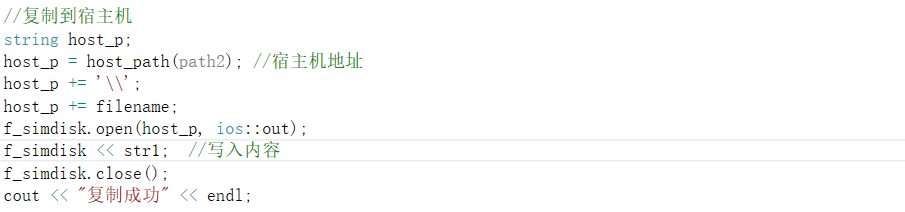 //复制到宿主机
string host_p;
host_p = host_path(path2); //宿主机地址
host_p += '\\';
host_p += filename;
f_simdisk.open(host_p, ios::out);
f_simdisk << str1;  //写入内容
f_simdisk.close();
cout << "复制成功" << endl;